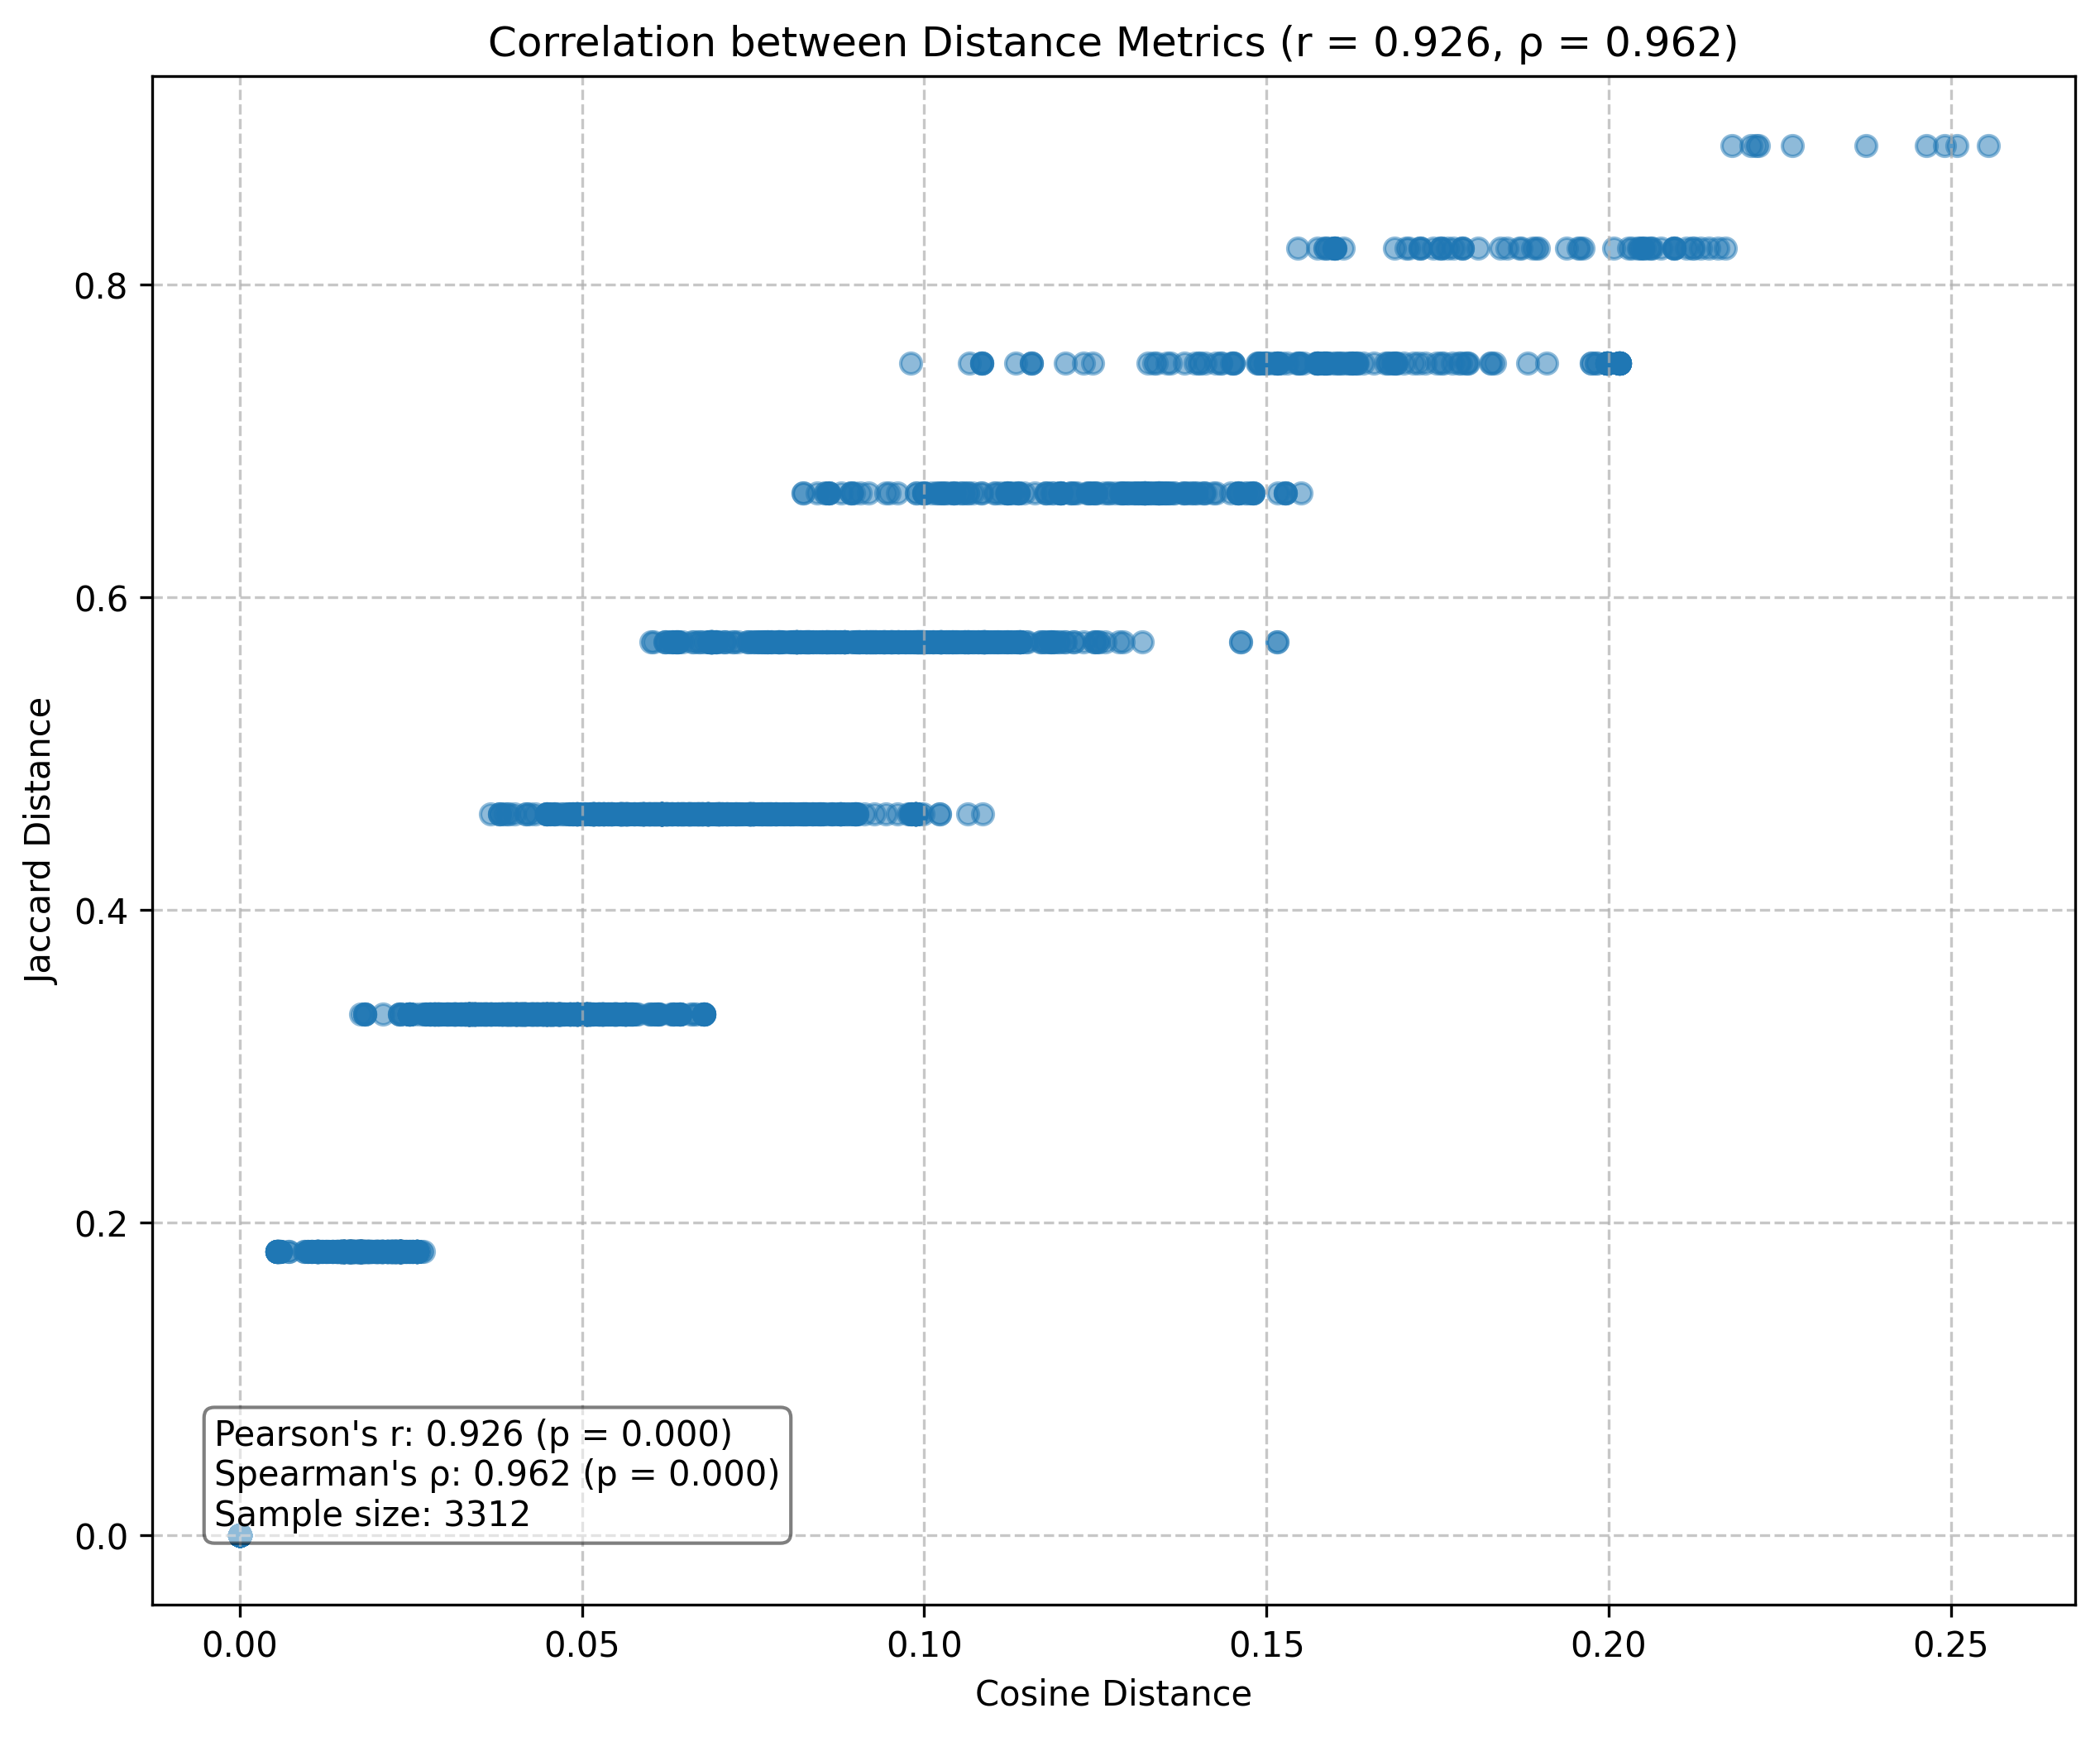 Correlation between Distance Metrics (r = 0.926, ρ = 0.962)
0.8
0.6
0.4
0.2
0.0
Jaccard Distance
Pearson's r: 0.926 (p = 0.000)
Spearman's ρ: 0.962 (p = 0.000)
Sample size: 3312
0.00 0.05 0.10 0.15 0.20 0.25
Cosine Distance